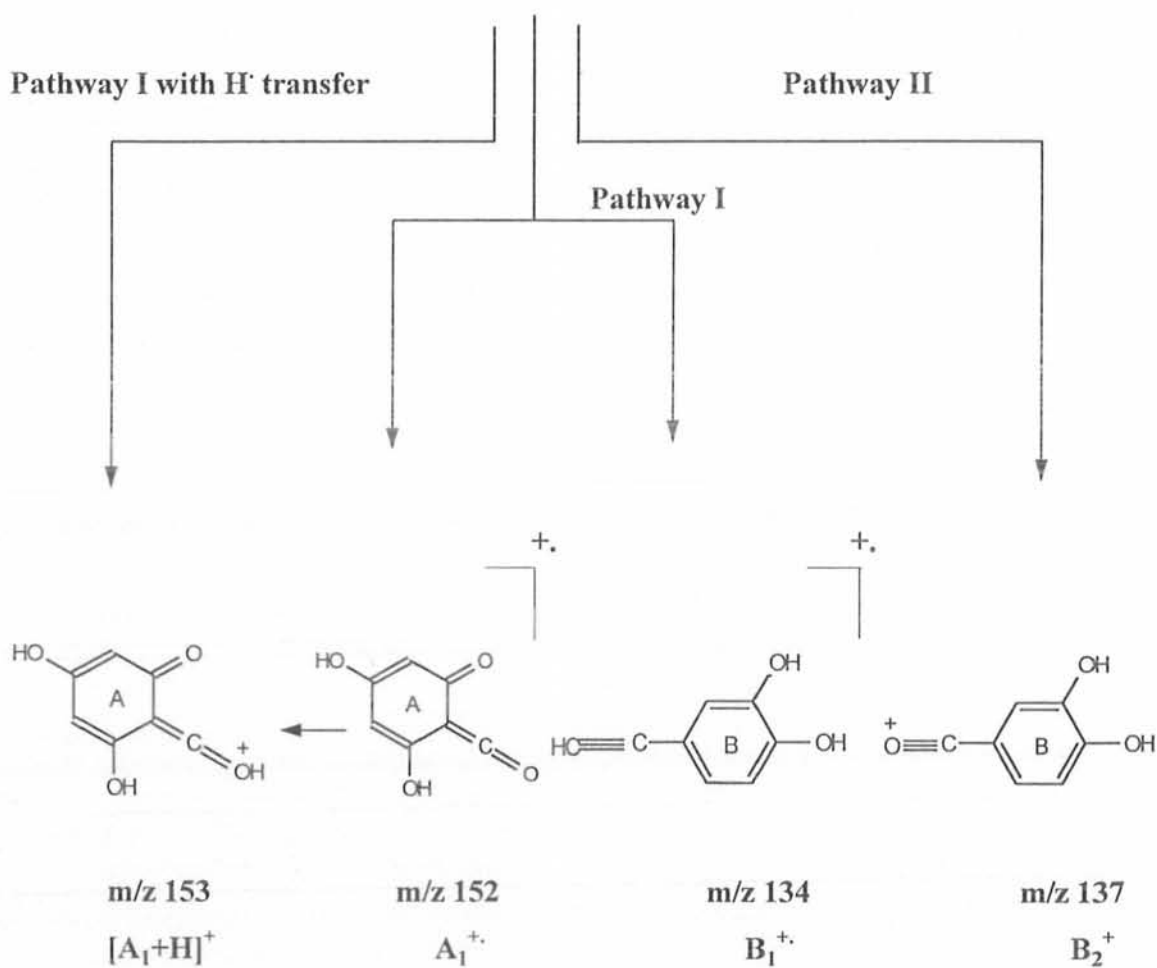 Pathway I with H· transfer
Pathway II
Pathway I
+.
+.
HO
O
A
C
+
OH
OH
HO
O
A
C
O
OH
HC
C
B
OH
OH
+
O
C
B
OH
OH
m/z 153
m/z 152
m/z 134
m/z 137
[A₁+H]⁺
A₁⁺·
B₁⁺·
B₂⁺